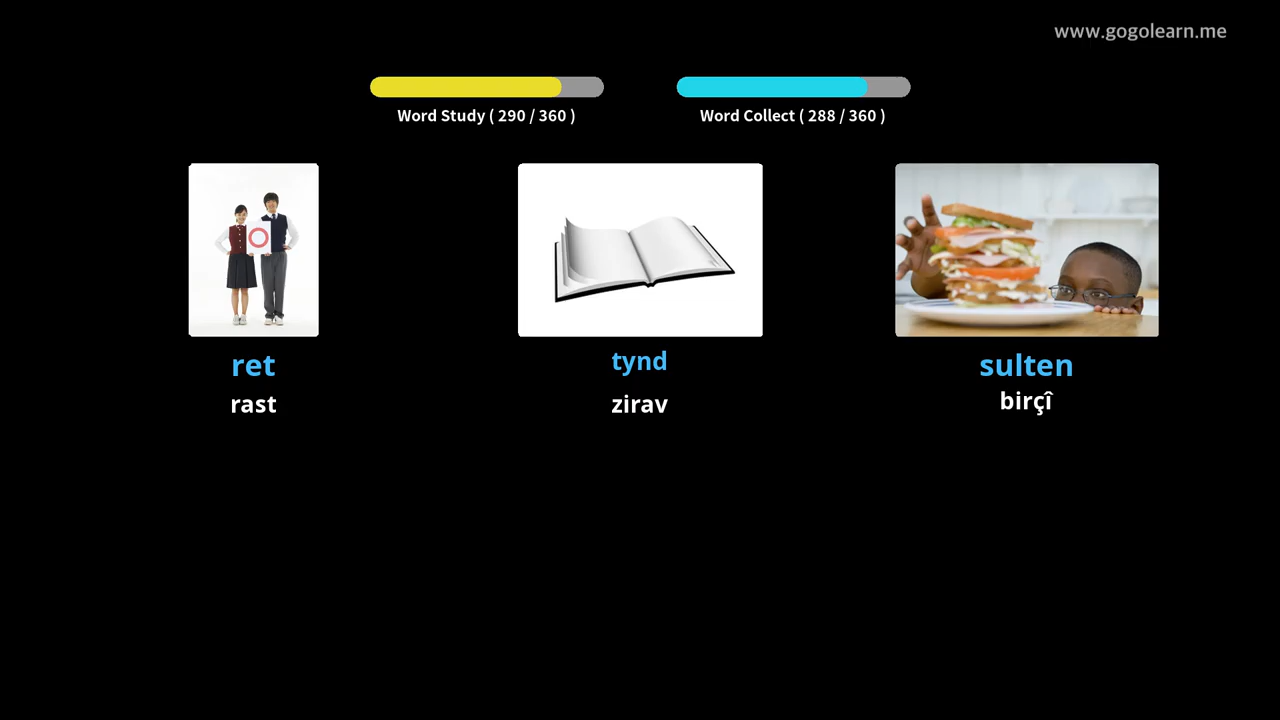 www.gogolearn.me
Word Study ( 290 / 360 )
Word Collect ( 288 / 360 )
ret
tynd
sulten
rast
zirav
birçî